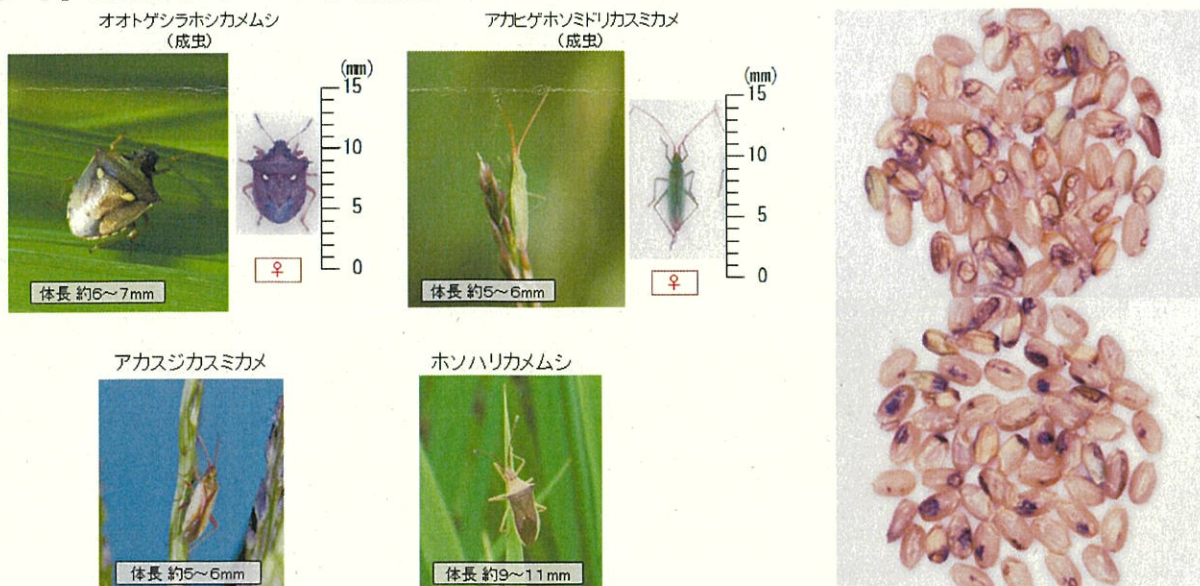 オオトゲシラホシカメムシ
(成虫)
(mm)
15
10
5
0
♀
体長 約6～7mm
アカヒゲホソミドリカスミカメ
(成虫)
(mm)
15
10
5
0
♀
体長 約5～6mm
アカスジカスミカメ
体長 約5～6mm
ホソハリカメムシ
体長 約9～11mm